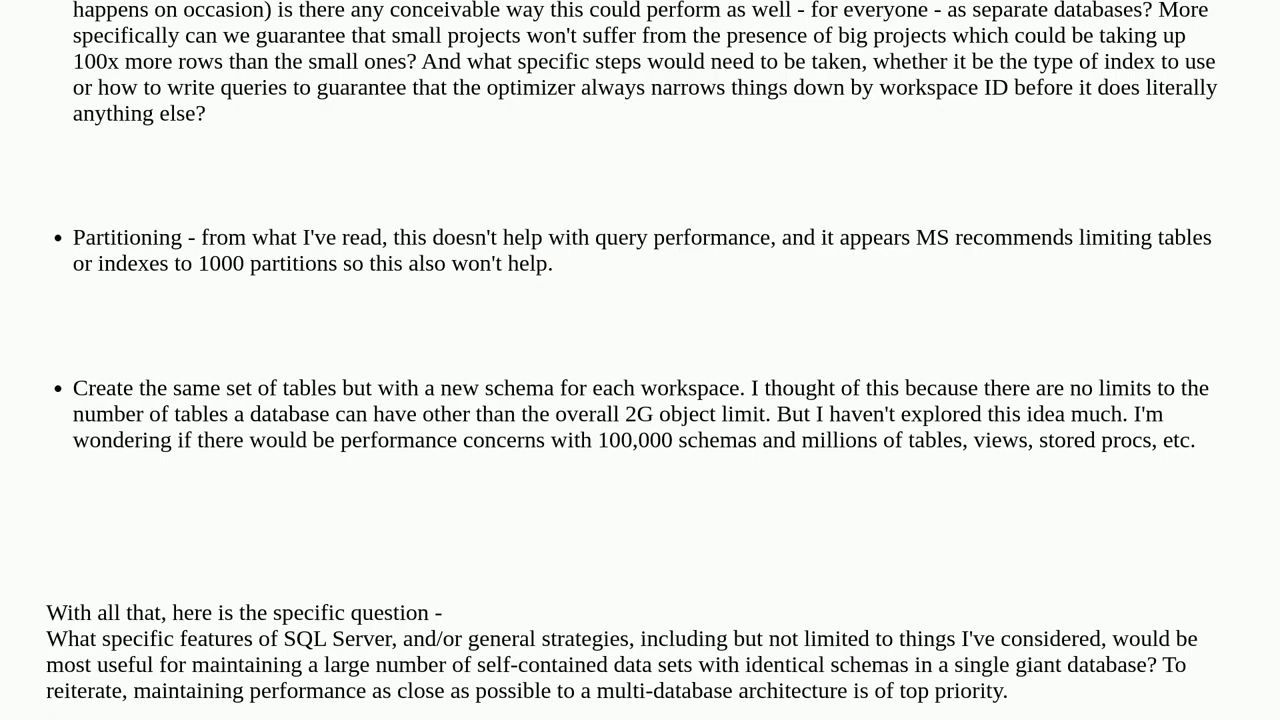 happens on occasion) is there any conceivable way this could perform as well - for everyone - as separate databases? More
specifically can we guarantee that small projects won't suffer from the presence of big projects which could be taking up
100x more rows than the small ones? And what specific steps would need to be taken, whether it be the type of index to use
or how to write queries to guarantee that the optimizer always narrows things down by workspace ID before it does literally
anything else?
• Partitioning - from what I've read, this doesn't help with query performance, and it appears MS recommends limiting tables
or indexes to 1000 partitions so this also won't help.
• Create the same set of tables but with a new schema for each workspace. I thought of this because there are no limits to the
number of tables a database can have other than the overall 2G object limit. But I haven't explored this idea much. I'm
wondering if there would be performance concerns with 100,000 schemas and millions of tables, views, stored procs, etc.
With all that, here is the specific question -
What specific features of SQL Server, and/or general strategies, including but not limited to things I've considered, would be
most useful for maintaining a large number of self-contained data sets with identical schemas in a single giant database? To
reiterate, maintaining performance as close as possible to a multi-database architecture is of top priority.